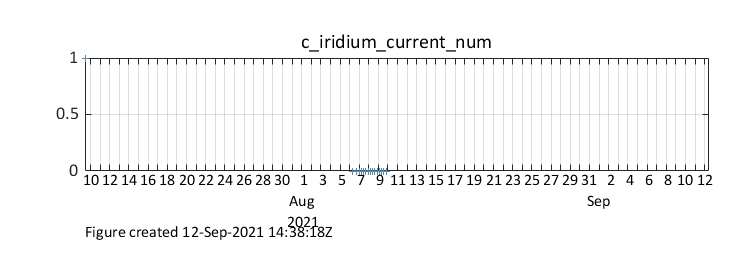 c_iridium_current_num
1
0.5
0
10 12 14 16 18 20 22 24 26 28 30 1 3 5 7 9 11 13 15 17 19 21 23 25 27 29 31 2 4 6 8 10 12
Aug Sep
2021
Figure created 12-Sep-2021 14:38:18Z